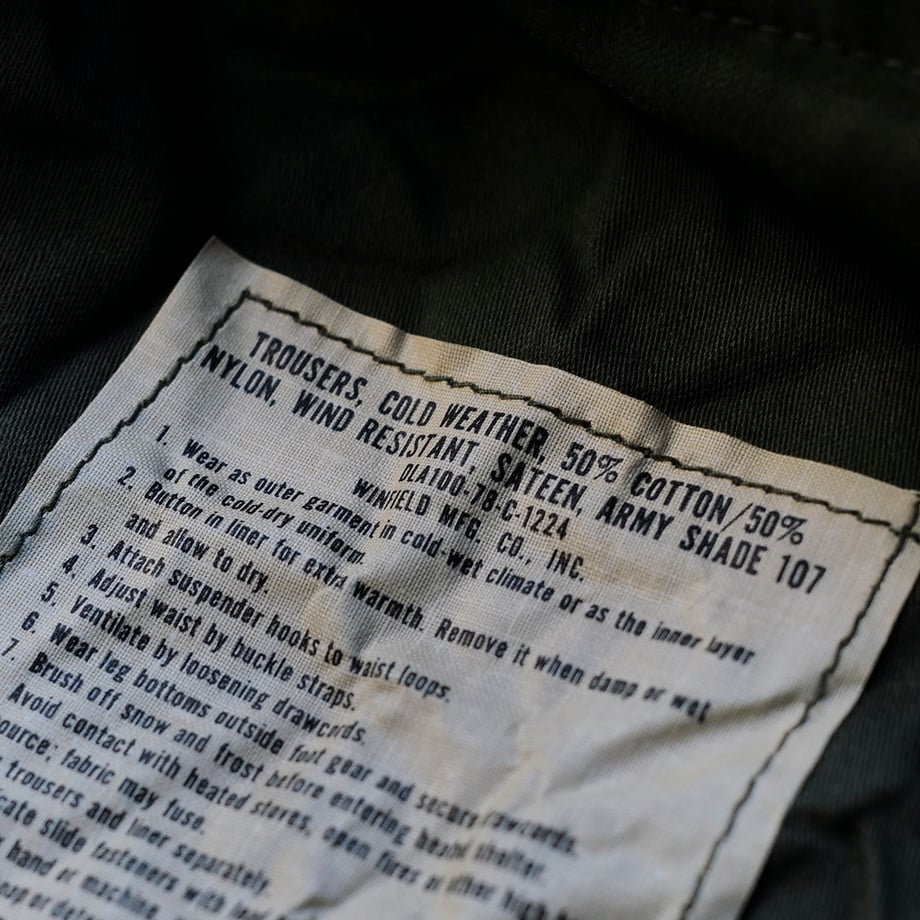 TROUSERS, COLD WEATHER, 50% COTTON/50%
NYLON, WIND RESISTANT, SATEEN, ARMY SHADE 107
DLA100-78-C-1224
WINFIELD MFG. CO., INC.
1. Wear as outer garment in cold-wet climate or as the inner layer
of the cold-dry uniform.
2. Button in liner for extra warmth. Remove it when damp or wet
and allow to dry.
3. Attach suspender hooks to waist loops.
4. Adjust waist by buckle straps.
5. Ventilate by loosening drawcords.
6. Wear leg bottoms outside foot gear and secure drawcords.
7. Brush off snow and frost before entering heated shelter.
Avoid contact with heated stoves, open fires or other high
fabric may fuse.
trousers and liner separately.
slide fasteners with
hand or machine,
or